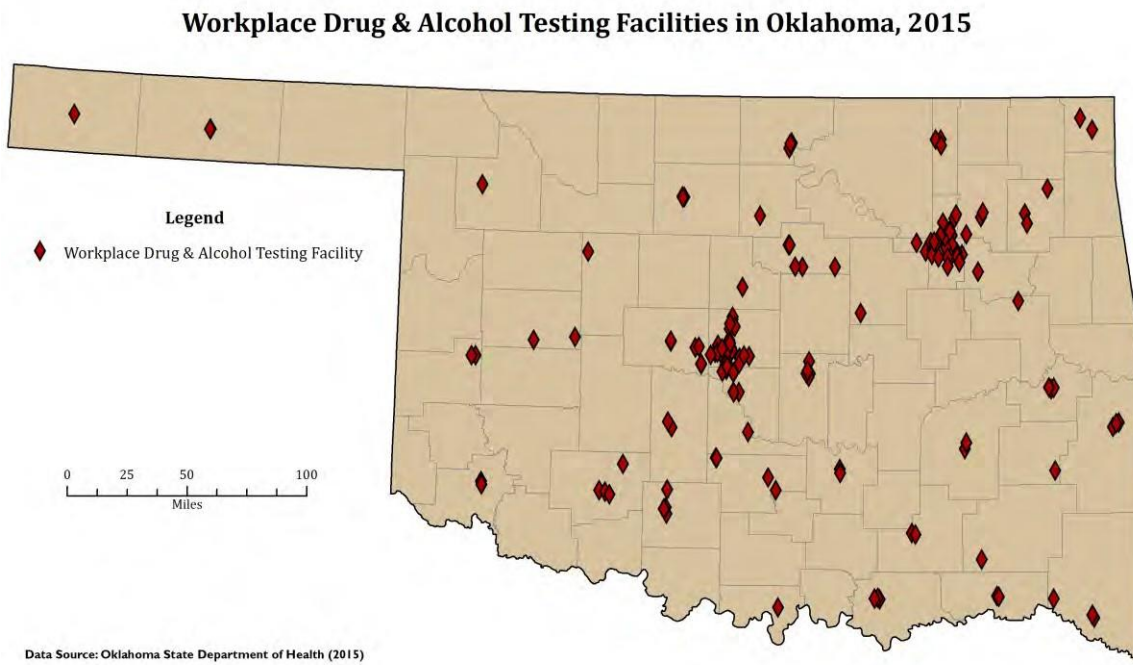 Workplace Drug & Alcohol Testing Facilities in Oklahoma, 2015
Legend
Workplace Drug & Alcohol Testing Facility
0 25 50 100
Miles
Data Source: Oklahoma State Department of Health (2015)